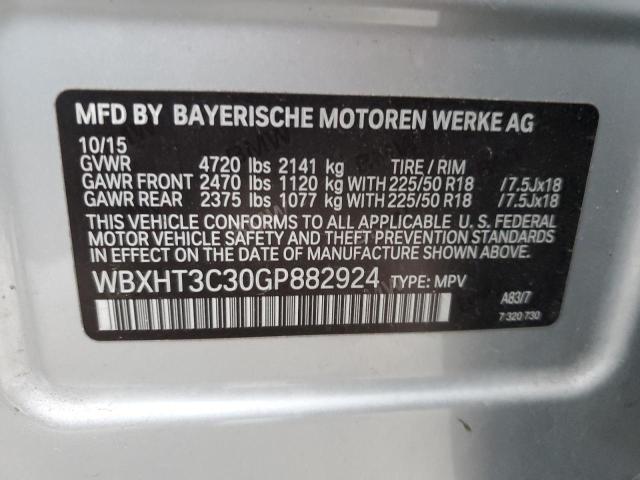 MFD BY BAYERISCHE MOTOREN WERKE AG
10/15
GVWR 4720 lbs 2141 kg TIRE / RIM
GAWR FRONT 2470 lbs 1120 kg WITH 225/50 R18 /7.5Jx18
GAWR REAR 2375 lbs 1077 kg WITH 225/50 R18 /7.5Jx18
THIS VEHICLE CONFORMS TO ALL APPLICABLE U. S. FEDERAL
MOTOR VEHICLE SAFETY, BUMPER, AND THEFT PREVENTION STANDARDS
IN EFFECT ON THE DATE OF MANUFACTURE SHOWN ABOVE.
WBXHT3C30GP882924 TYPE: MPV
A83/7
7 320 730